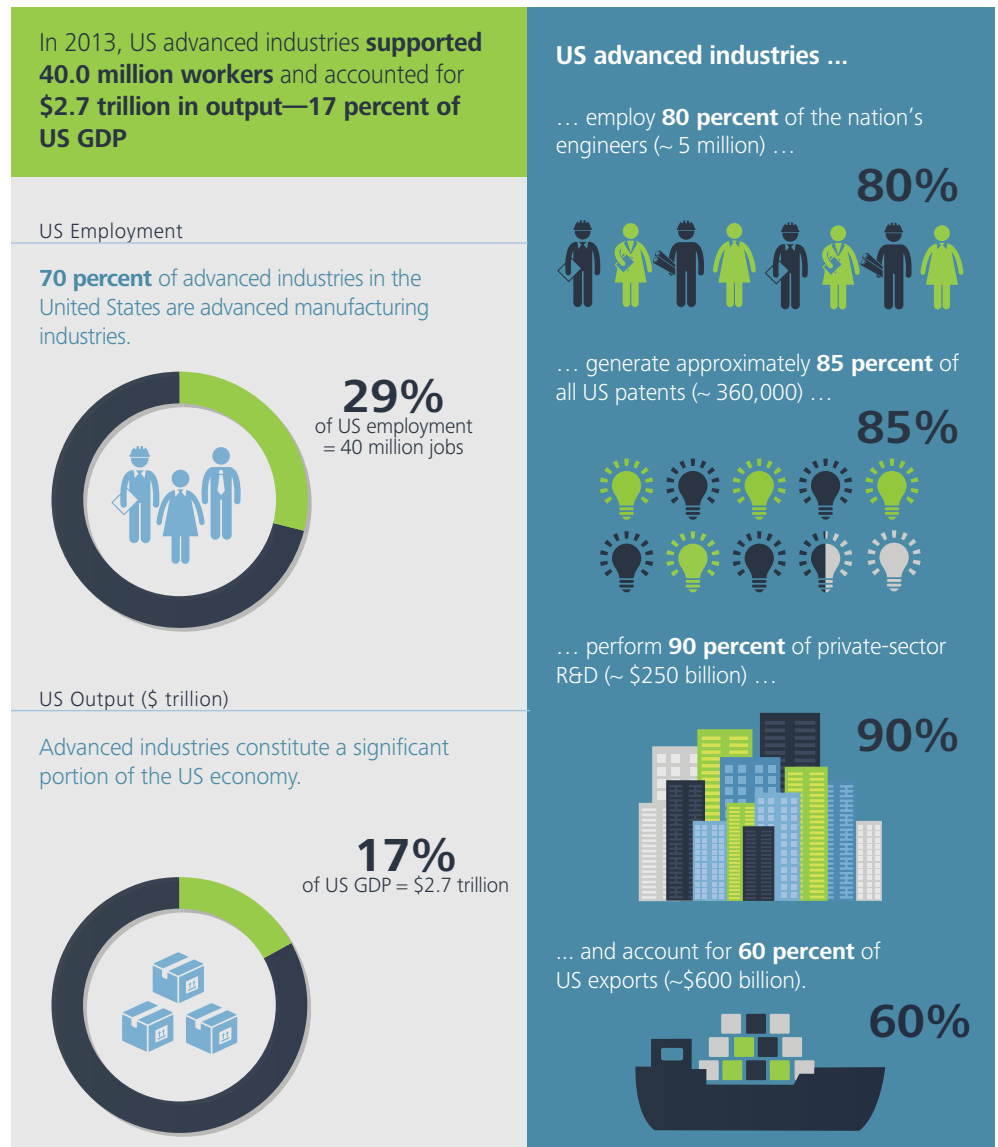 In 2013, US advanced industries supported
40.0 million workers and accounted for
$2.7 trillion in output—17 percent of
US GDP
US Employment
70 percent of advanced industries in the
United States are advanced manufacturing
industries.
29%
of US employment
= 40 million jobs
US Output ($ trillion)
Advanced industries constitute a significant
portion of the US economy.
17%
of US GDP = $2.7 trillion
US advanced industries ...
… employ 80 percent of the nation’s
engineers (~ 5 million) …
80%
… generate approximately 85 percent of
all US patents (~ 360,000) …
85%
… perform 90 percent of private-sector
R&D (~ $250 billion) …
90%
... and account for 60 percent of
US exports (~$600 billion).
60%